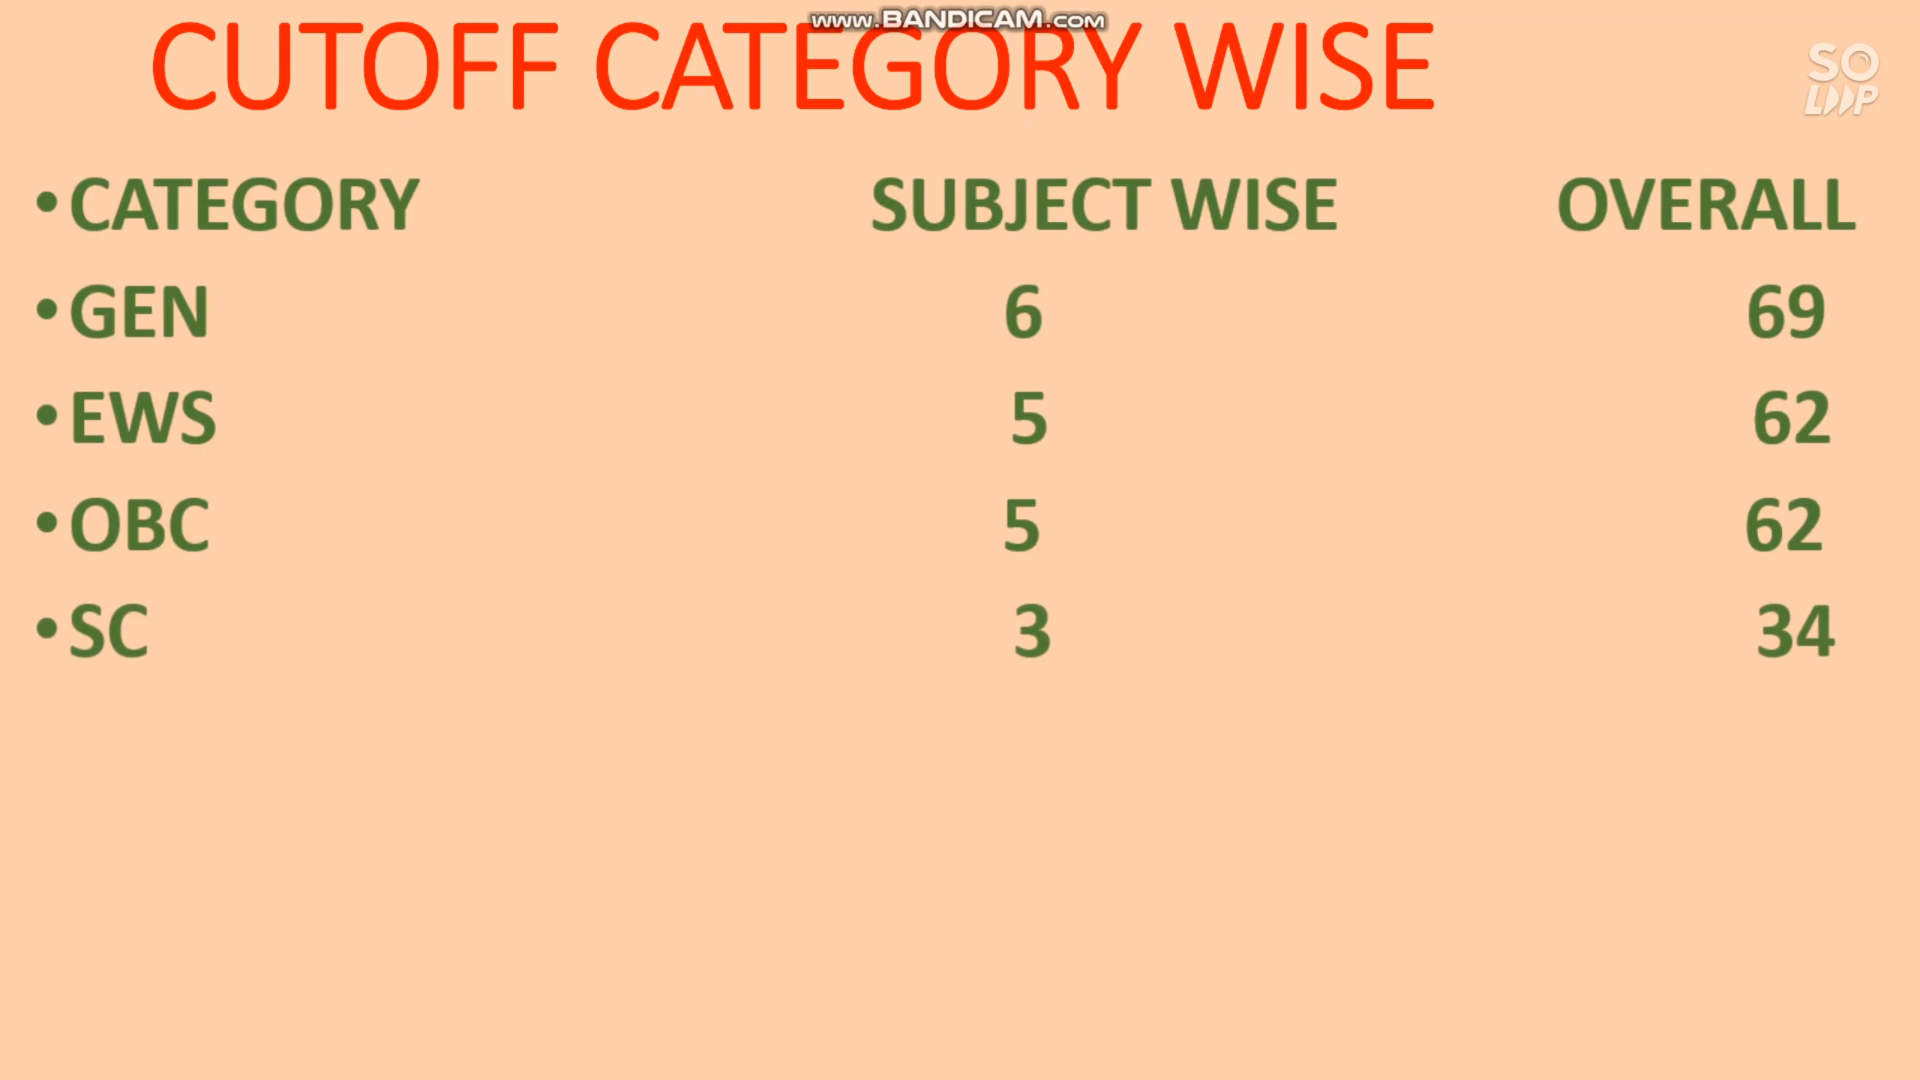 www.BANDICAM.com
CUTOFF CATEGORY WISE
SO
LOOP
• CATEGORY SUBJECT WISE OVERALL
• GEN 6 69
• EWS 5 62
• OBC 5 62
• SC 3 34